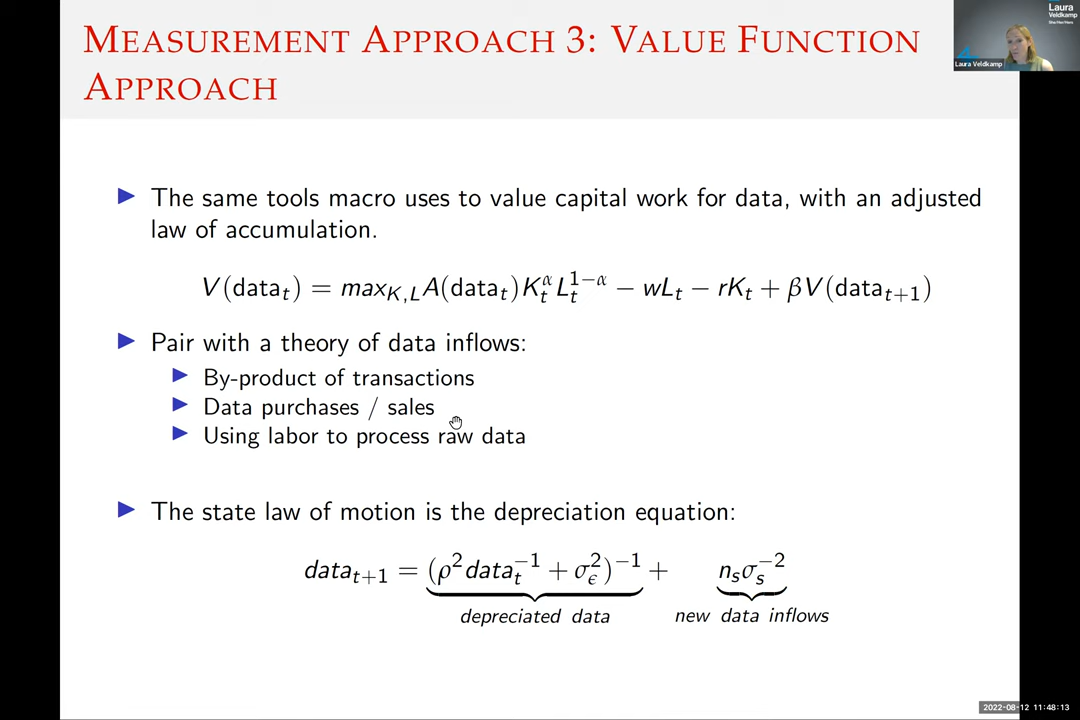 MEASUREMENT APPROACH 3: VALUE FUNCTION
APPROACH
Laura
Veldkamp
Laura Veldkamp
The same tools macro uses to value capital work for data, with an adjusted
law of accumulation.
V(data_t) = max_{K,L} A(data_t)K_t^α L_t^{1−α} − wL_t − rK_t + βV(data_{t+1})
Pair with a theory of data inflows:
By-product of transactions
Data purchases / sales
Using labor to process raw data
The state law of motion is the depreciation equation:
data_{t+1} = (ρ²data_t^{−1} + σ_ε²)^{−1} + n_sσ_s^{−2}
depreciated data new data inflows
2022-08-12 11:48:13